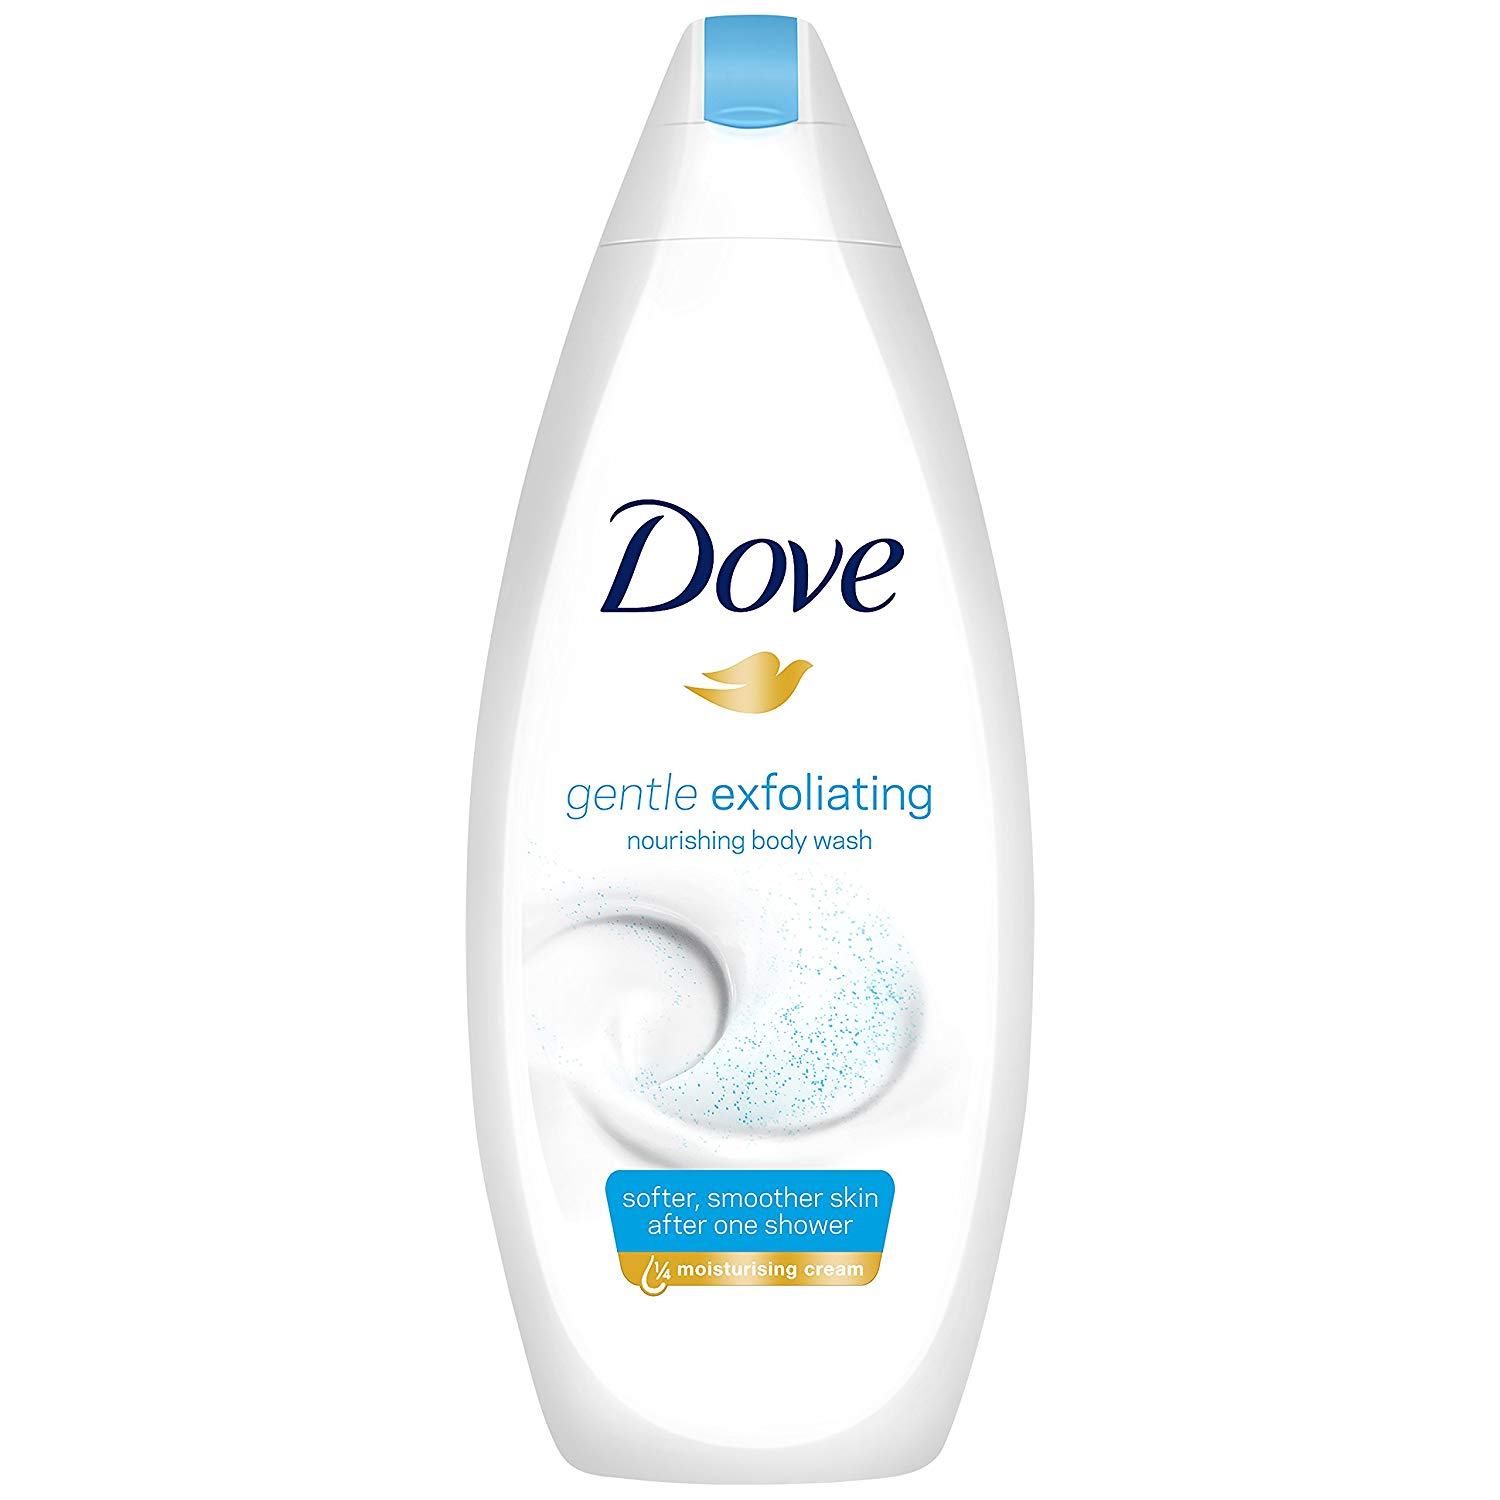 Dove
gentle exfoliating
nourishing body wash
softer, smoother skin
after one shower
¼ moisturising cream